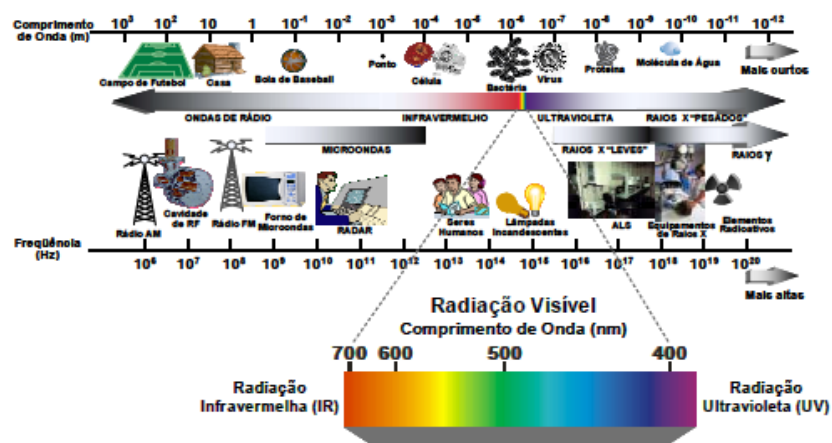 Comprimento de Onda (m)
10³ 10² 10 1 10⁻¹ 10⁻² 10⁻³ 10⁻⁴ 10⁻⁵ 10⁻⁶ 10⁻⁷ 10⁻⁸ 10⁻⁹ 10⁻¹⁰ 10⁻¹¹ 10⁻¹²
Campo de Futebol
Casa
Bola de Baseball
Ponto
Célula
Bactéria
Vírus
Proteína
Molécula de Água
Mais curtos
ONDAS DE RÁDIO
INFRAVERMELHO
ULTRAVIOLETA
RAIOS X "PESADOS"
MICROONDAS
RAIOS X "LEVES"
RAIOS γ
Rádio AM
Cavidade de RF
Rádio FM
Forno de Microondas
RADAR
Seres Humanos
Lâmpadas Incandescentes
ALS
Equipamentos de Raios X
Elementos Radioativos
Freqüência (Hz)
10⁶ 10⁷ 10⁸ 10⁹ 10¹⁰ 10¹¹ 10¹² 10¹³ 10¹⁴ 10¹⁵ 10¹⁶ 10¹⁷ 10¹⁸ 10¹⁹ 10²⁰
Mais altas
Radiação Visível
Comprimento de Onda (nm)
700 600 500 400
Radiação
Infravermelha (IR)
Radiação
Ultravioleta (UV)